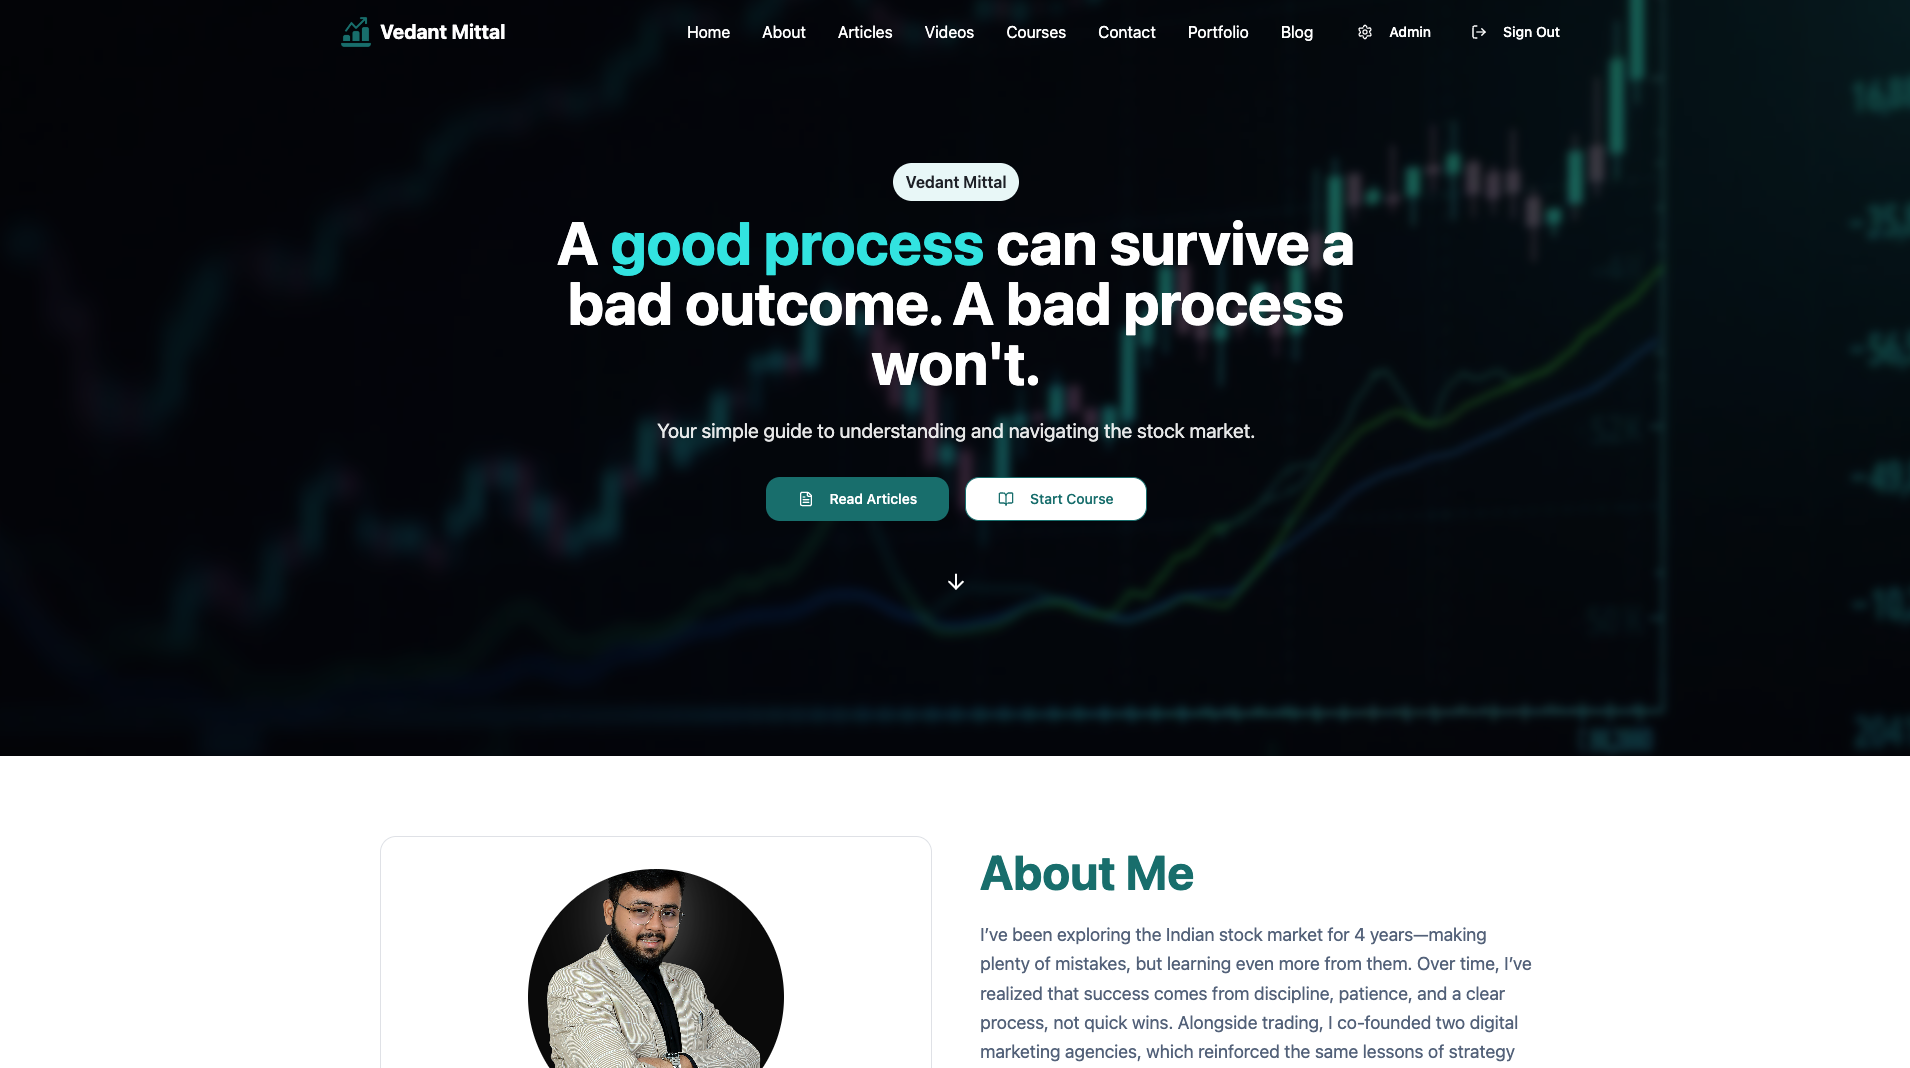 Vedant Mittal
Home About Articles Videos Courses Contact Portfolio Blog Admin Sign Out
Vedant Mittal
A good process can survive a
bad outcome. A bad process
won't.
Your simple guide to understanding and navigating the stock market.
Read Articles Start Course
About Me
I’ve been exploring the Indian stock market for 4 years—making
plenty of mistakes, but learning even more from them. Over time, I’ve
realized that success comes from discipline, patience, and a clear
process, not quick wins. Alongside trading, I co-founded two digital
marketing agencies, which reinforced the same lessons of strategy